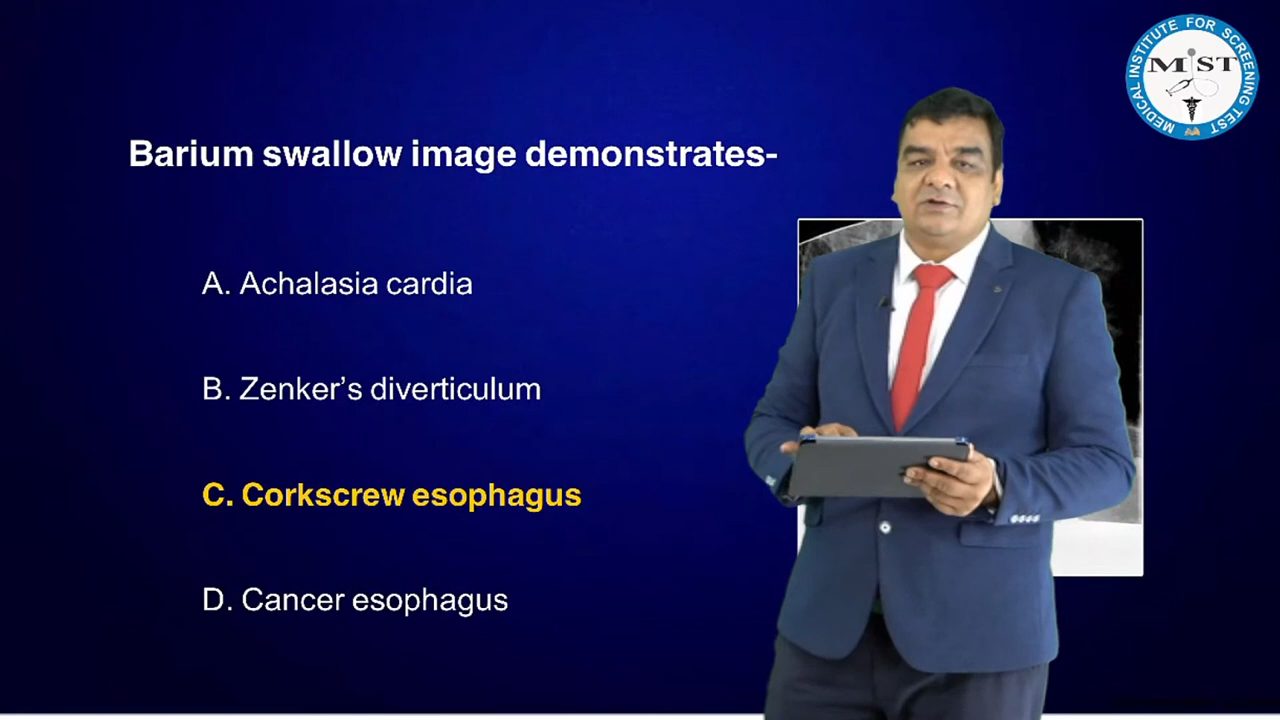 Barium swallow image demonstrates-
A. Achalasia cardia
B. Zenker’s diverticulum
C. Corkscrew esophagus
D. Cancer esophagus
MEDICAL INSTITUTE FOR SCREENING TEST
MiST